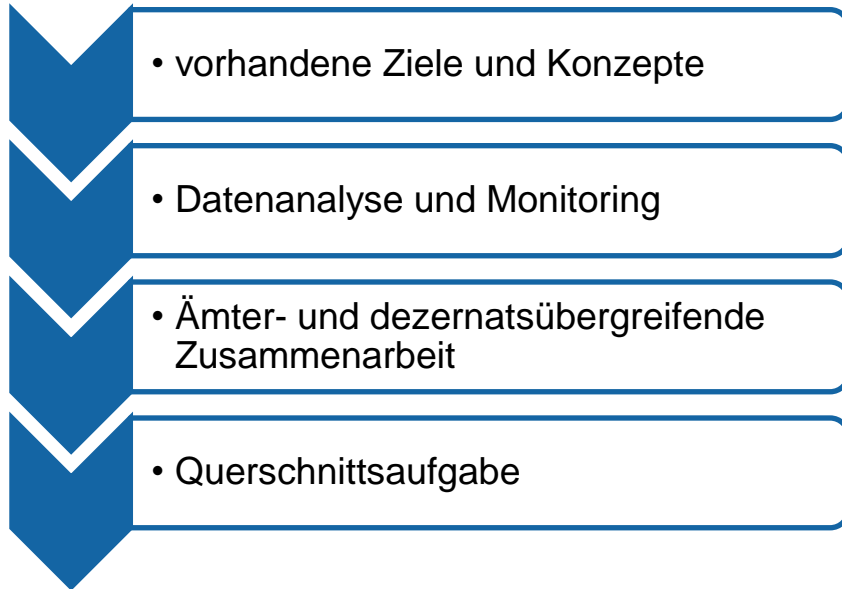 • vorhandene Ziele und Konzepte
• Datenanalyse und Monitoring
• Ämter- und dezernatsübergreifende
Zusammenarbeit
• Querschnittsaufgabe